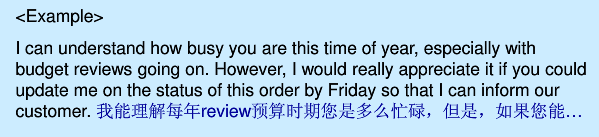 <Example>
I can understand how busy you are this time of year, especially with
budget reviews going on. However, I would really appreciate it if you could
update me on the status of this order by Friday so that I can inform our
customer. 我能理解每年review预算时期您是多么忙碌，但是，如果您能…